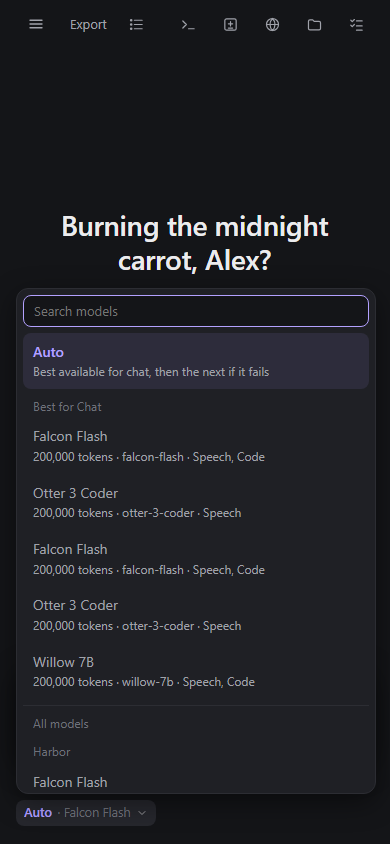 Export
Burning the midnight
carrot, Alex?
Search models
Auto
Best available for chat, then the next if it fails
Best for Chat
Falcon Flash
200,000 tokens · falcon-flash · Speech, Code
Otter 3 Coder
200,000 tokens · otter-3-coder · Speech
Falcon Flash
200,000 tokens · falcon-flash · Speech, Code
Otter 3 Coder
200,000 tokens · otter-3-coder · Speech
Willow 7B
200,000 tokens · willow-7b · Speech, Code
All models
Harbor
Falcon Flash
Auto · Falcon Flash